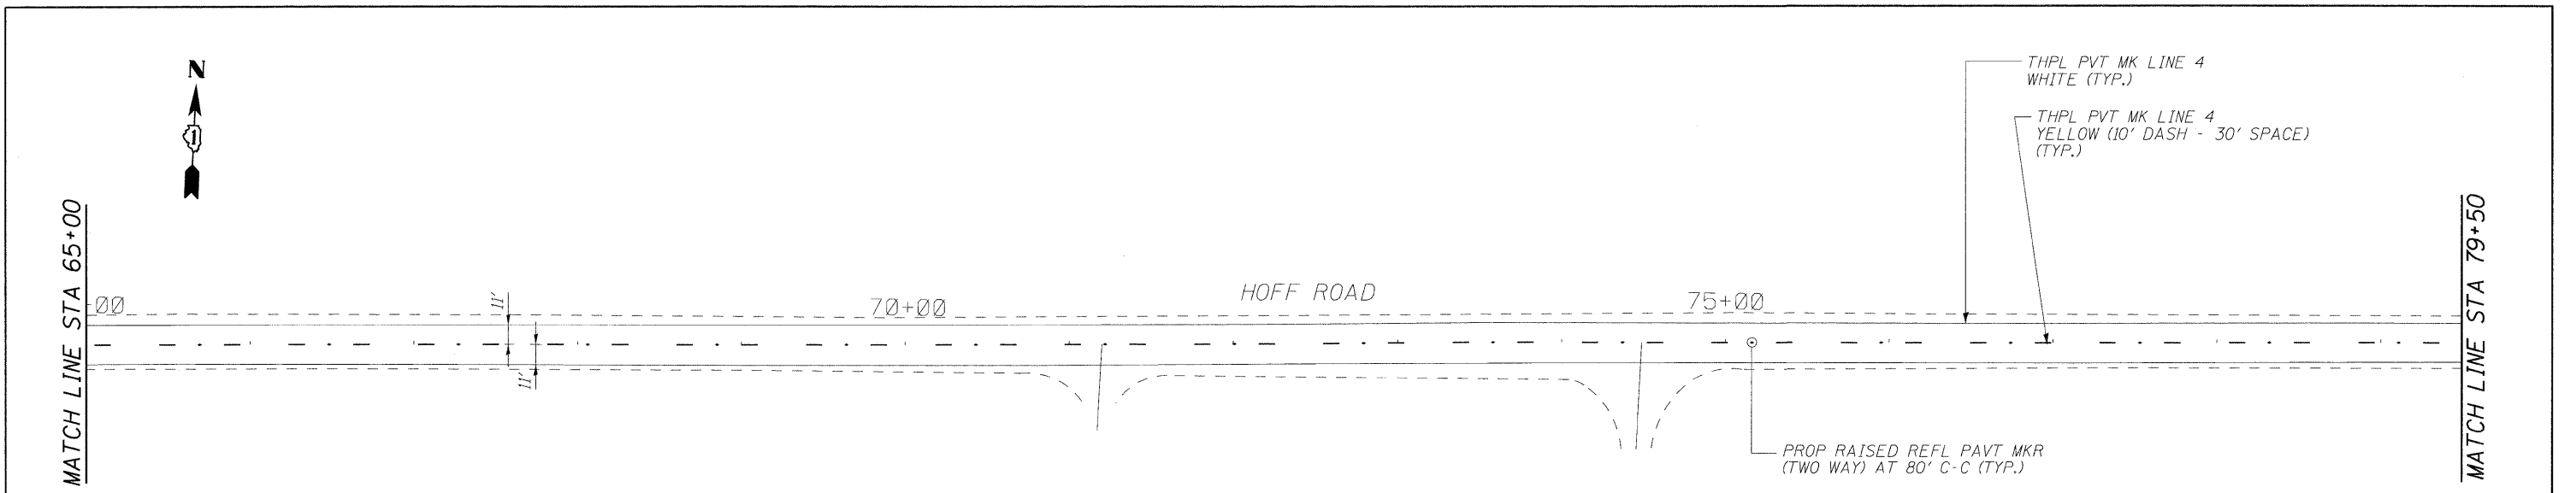 N
1
THPL PVT MK LINE 4
WHITE (TYP.)
THPL PVT MK LINE 4
YELLOW (10' DASH - 30' SPACE)
(TYP.)
MATCH LINE STA 65+00
00
11'
11'
70+00
HOFF ROAD
75+00
PROP RAISED REFL PAVT MKR
(TWO WAY) AT 80' C-C (TYP.)
MATCH LINE STA 79+50